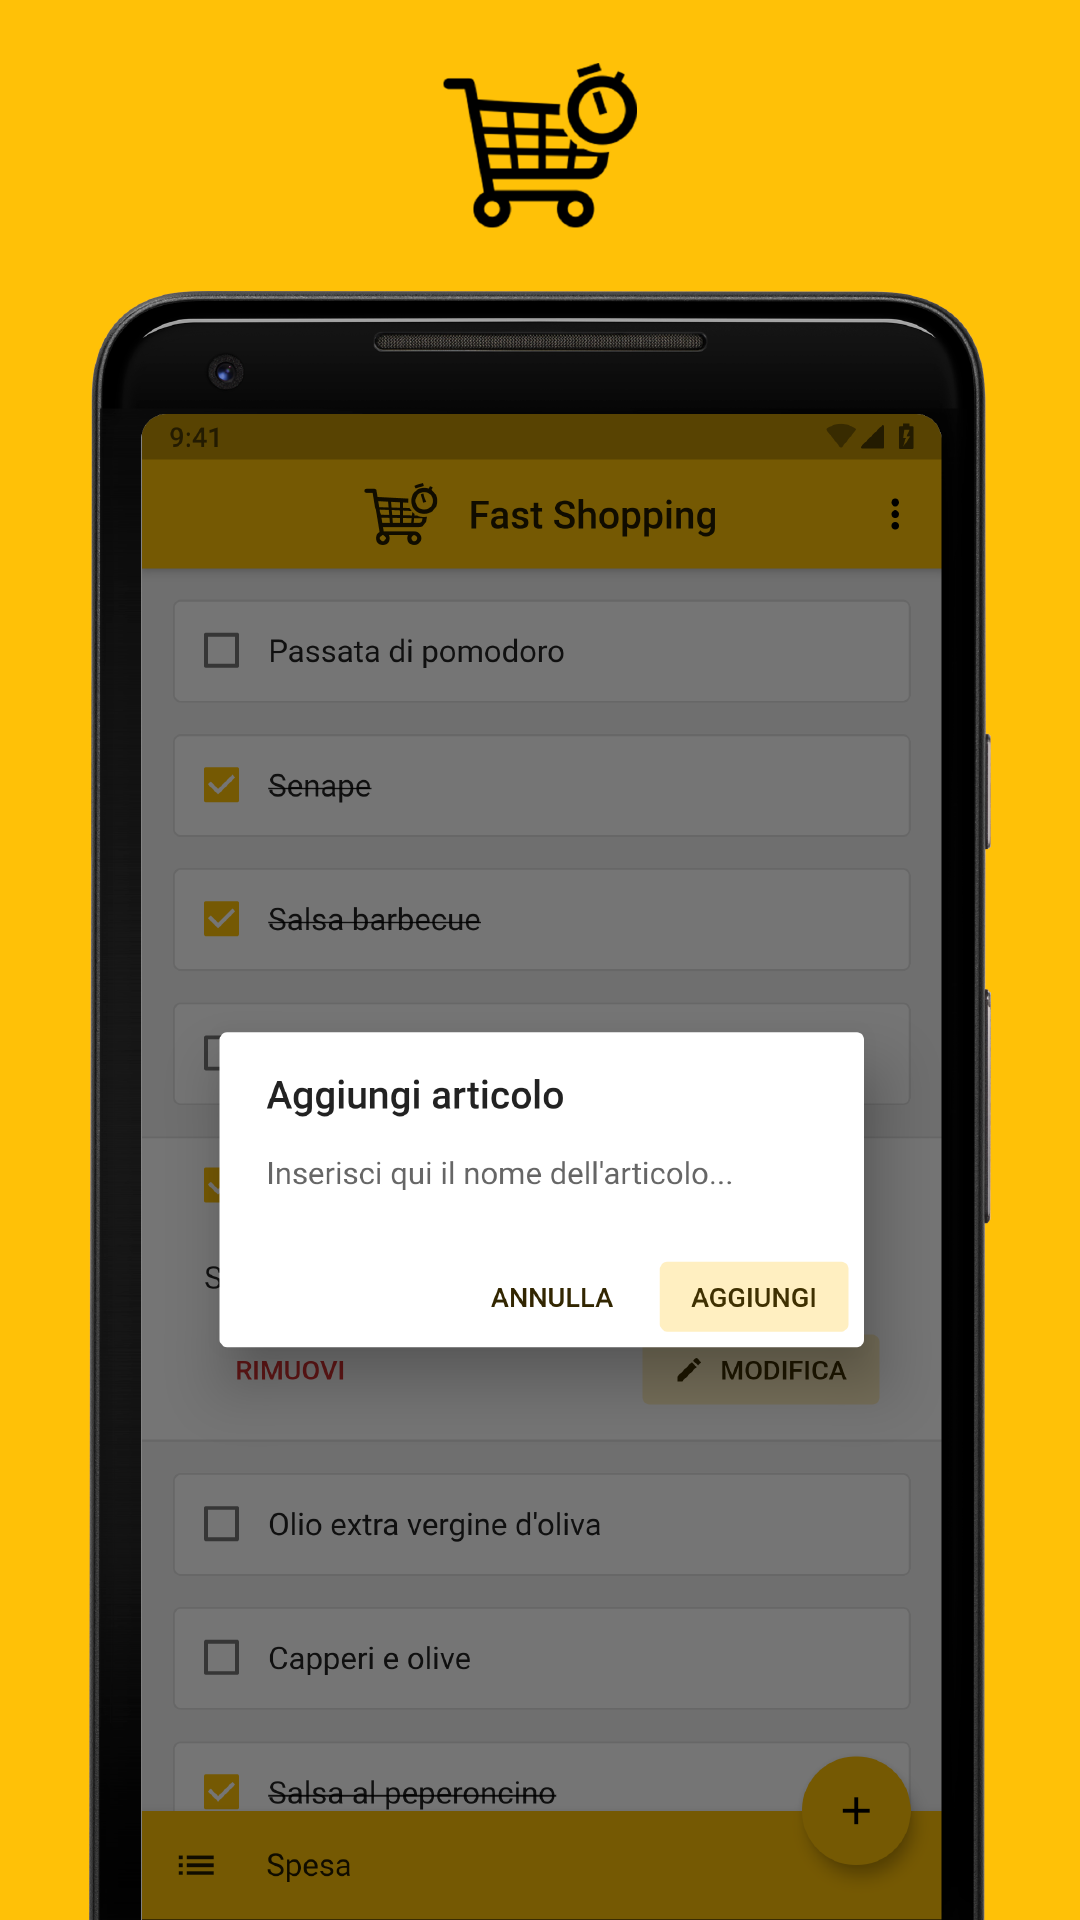 9:41
Fast Shopping
Passata di pomodoro
Senape
Salsa barbecue
Aggiungi articolo
Inserisci qui il nome dell'articolo...
S
ANNULLA
AGGIUNGI
RIMUOVI
MODIFICA
Olio extra vergine d'oliva
Capperi e olive
Salsa al peperoncino
Spesa